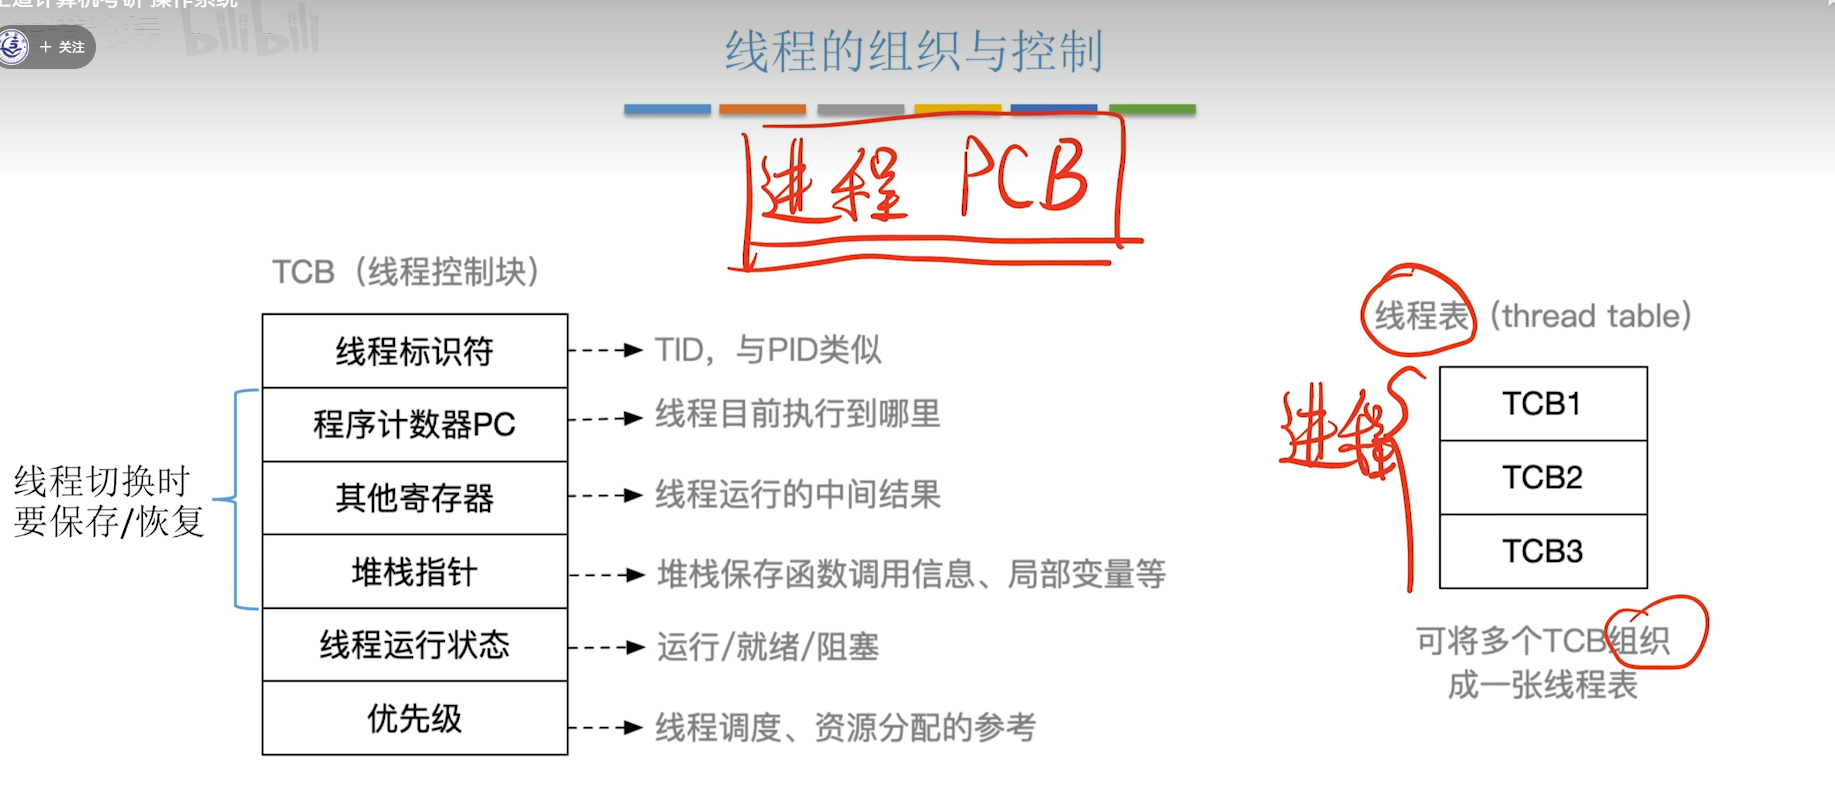 王道计算机考研 操作系统
bilibili
+ 关注
线程的组织与控制
进程 PCB
TCB（线程控制块）
线程标识符
TID，与PID类似
程序计数器PC
线程目前执行到哪里
其他寄存器
线程运行的中间结果
堆栈指针
堆栈保存函数调用信息、局部变量等
线程运行状态
运行/就绪/阻塞
优先级
线程调度、资源分配的参考
线程切换时
要保存/恢复
线程表（thread table）
进程
TCB1
TCB2
TCB3
可将多个TCB组织
成一张线程表